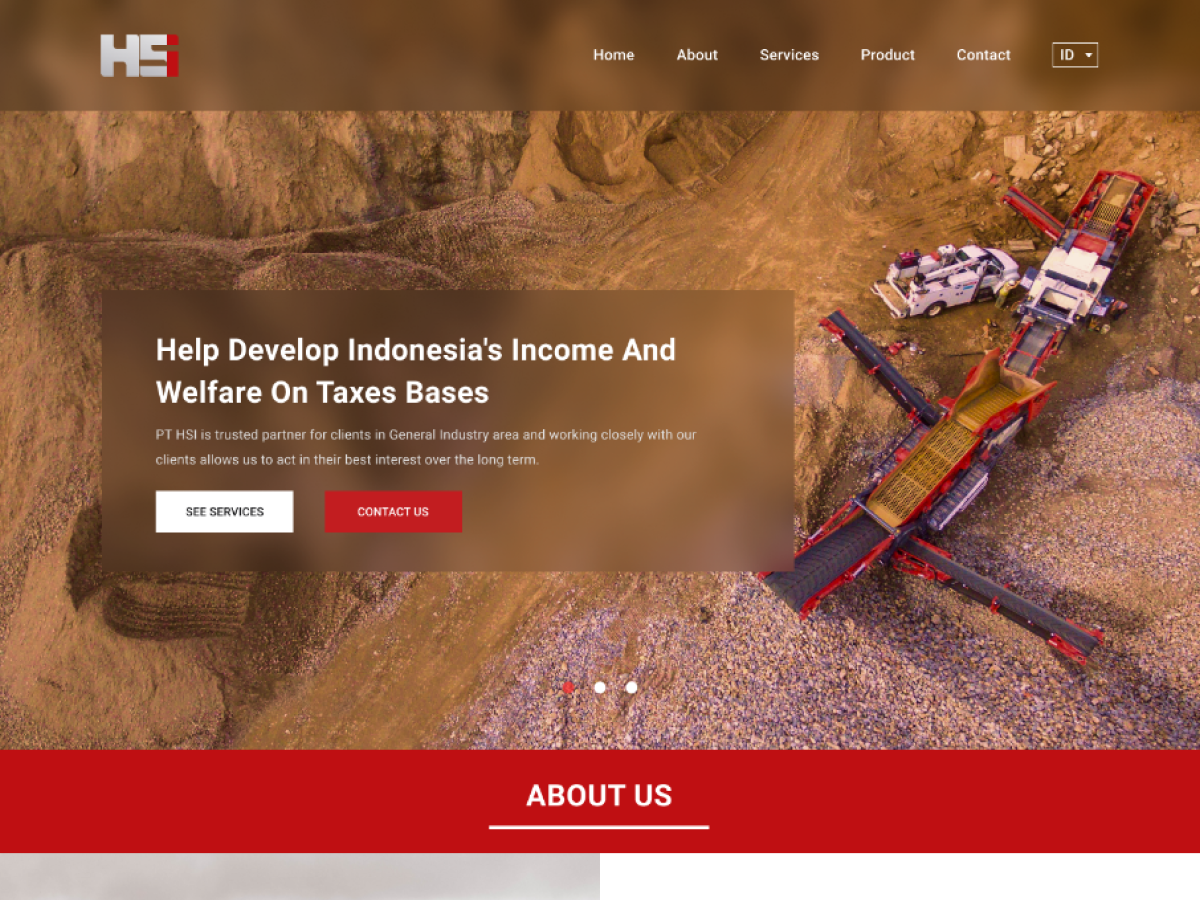 HSi
Home About Services Product Contact ID
Help Develop Indonesia's Income And
Welfare On Taxes Bases
PT HSI is trusted partner for clients in General Industry area and working closely with our
clients allows us to act in their best interest over the long term.
SEE SERVICES CONTACT US
ABOUT US